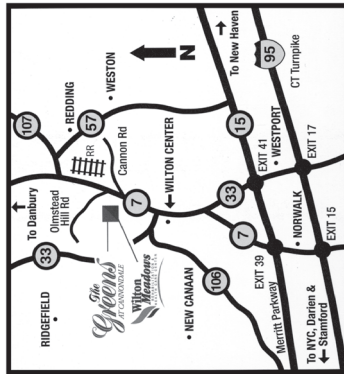 To New Haven
95
CT Turnpike
N
WESTON
REDDING
57
107
RR
Cannon Rd
15
EXIT 41
WESTPORT
EXIT 17
WILTON CENTER
33
7
To Danbury
Olmstead
Hill Rd
7
NORWALK
EXIT 15
EXIT 39
Merritt Parkway
33
The
Greens
AT CANNONDALE
Wilton
Meadows
RIDGEFIELD
NEW CANAAN
106
To NYC, Darien &
Stamford